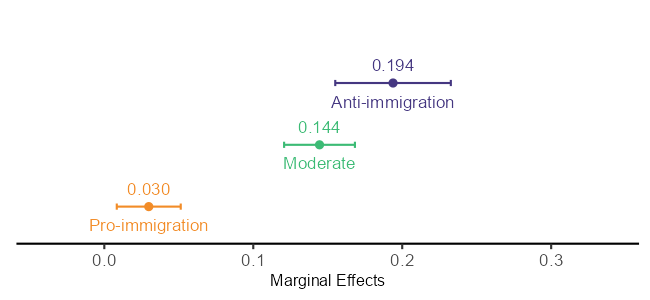 0.194
Anti-immigration
0.144
Moderate
0.030
Pro-immigration
0.0 0.1 0.2 0.3
Marginal Effects